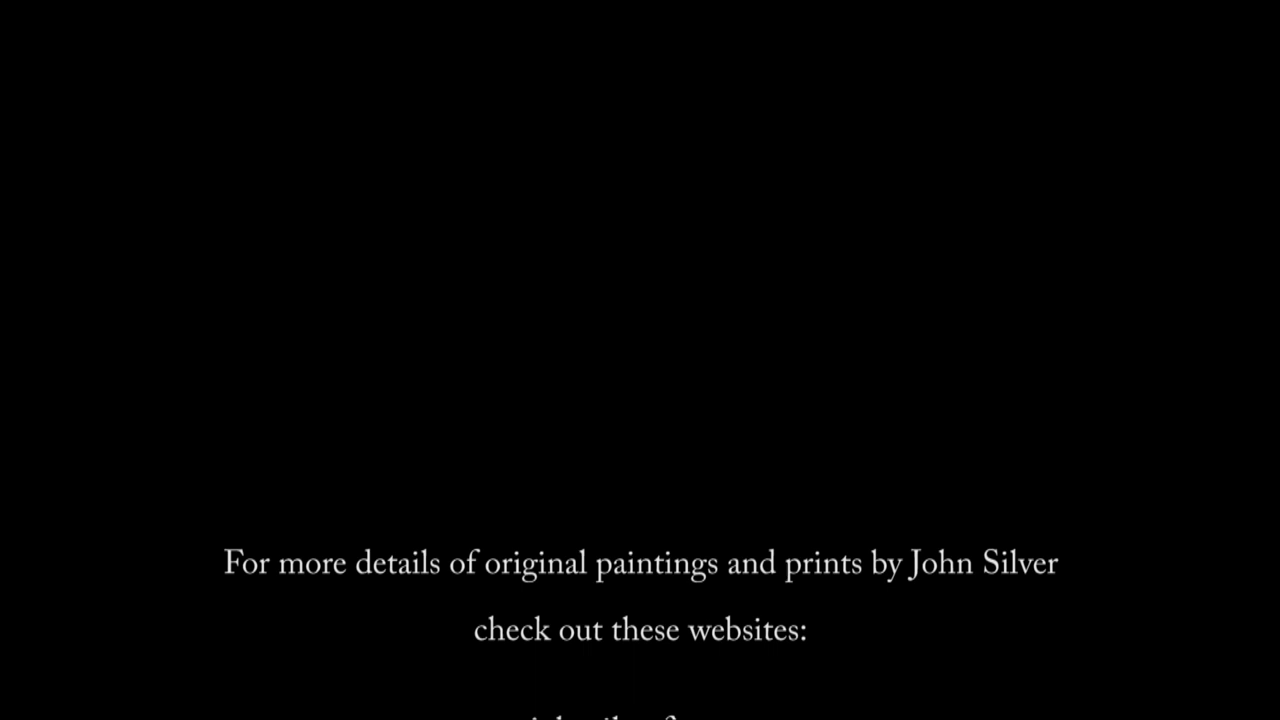 For more details of original paintings and prints by John Silver
check out these websites: